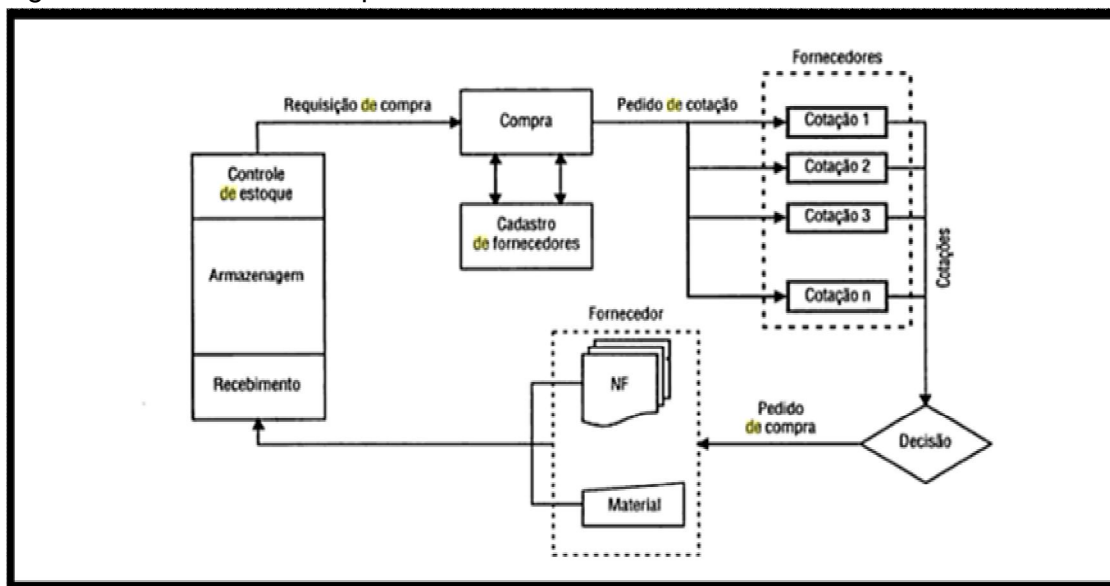 Fornecedores
Requisição de compra
Compra
Pedido de cotação
Cotação 1
Cotação 2
Cotação 3
Cotação n
Cotações
Controle
de estoque
Armazenagem
Recebimento
Cadastro
de fornecedores
Fornecedor
NF
Material
Pedido
de compra
Decisão